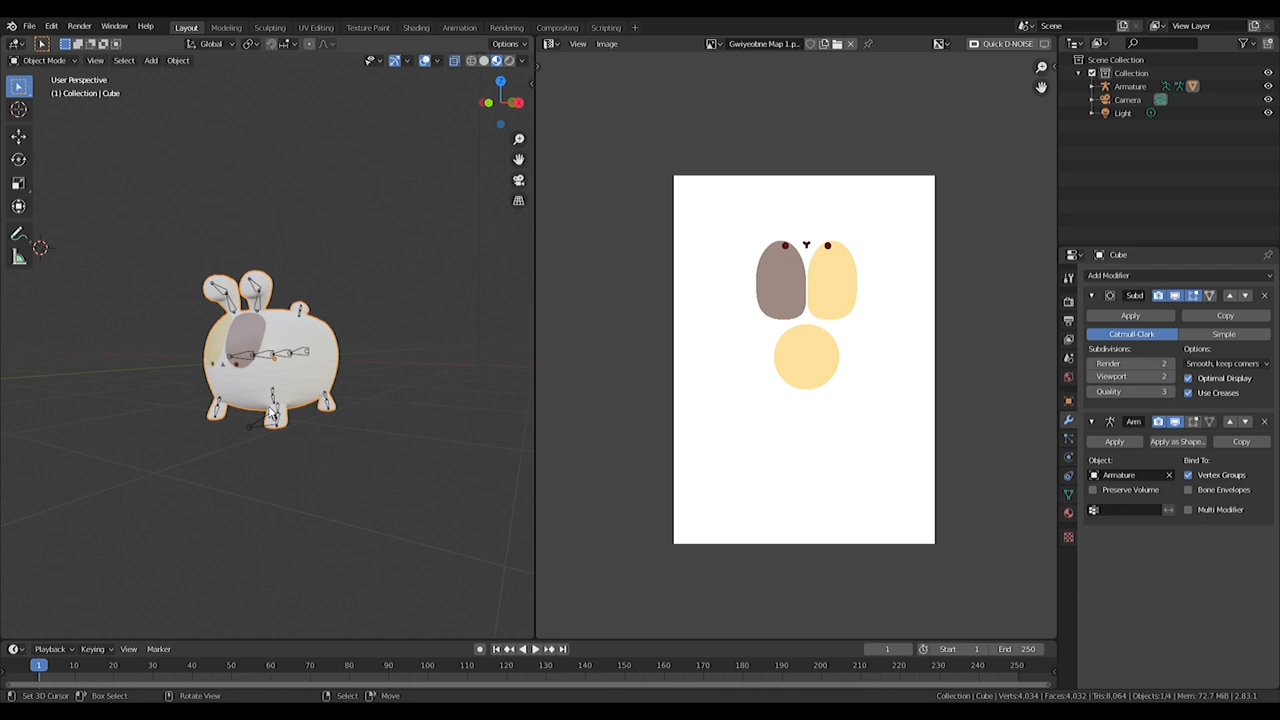 File Edit Render Window Help Layout Modeling Sculpting UV Editing Texture Paint Shading Animation Rendering Compositing Scripting + Scene View Layer
Global Options View Image Gwiyeobne Map 1.p... Quick D-NOISE
Object Mode View Select Add Object
User Perspective
(1) Collection | Cube
Z
Scene Collection
Collection
Armature
Camera
Light
Cube
Add Modifier
Subd
Apply Copy
Catmull-Clark Simple
Subdivisions: Options:
Render 2 Smooth, keep corners
Viewport 2 Optimal Display
Quality 3 Use Creases
Arm
Apply Apply as Shape... Copy
Object: Bind To:
Armature Vertex Groups
Preserve Volume Bone Envelopes
Multi Modifier
Playback Keying View Marker 1 Start 1 End 250
1 10 20 30 40 50 60 70 80 90 100 110 120 130 140 150 160 170 180 190 200 210 220 230 240 250
Set 3D Cursor Box Select Rotate View Select Move Collection | Cube | Verts:4,034 | Faces:4,032 | Tris:8,064 | Objects:1/4 | Mem: 72.7 MiB | 2.83.1